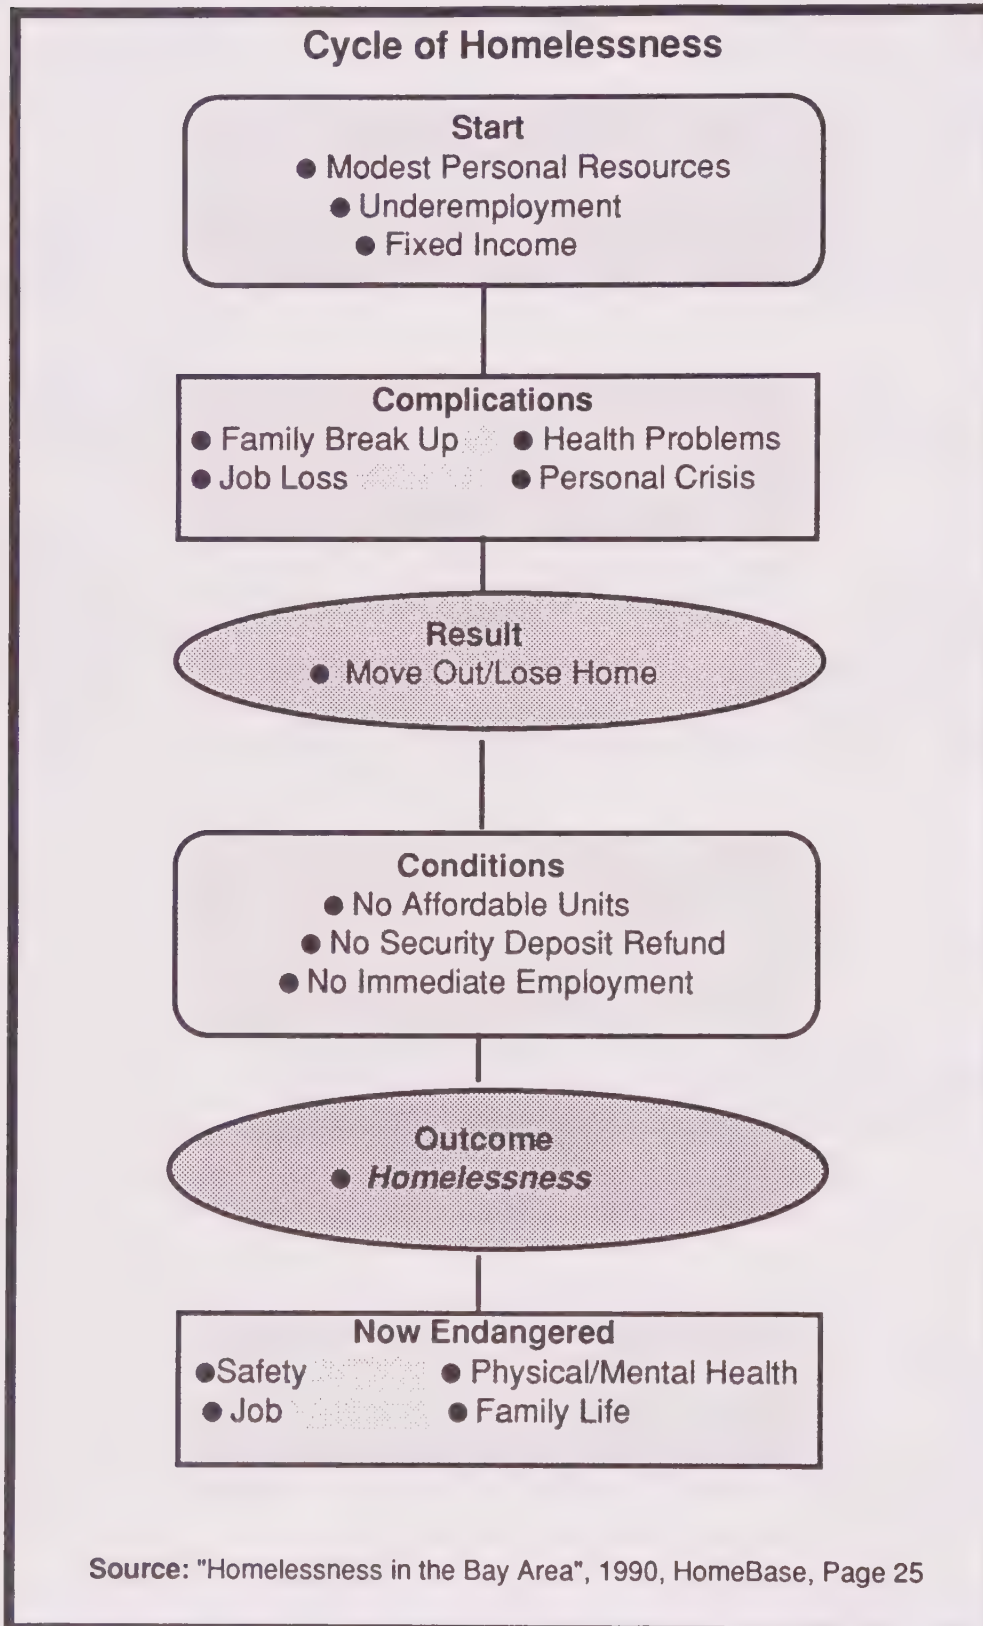 Cycle of Homelessness
Start
● Modest Personal Resources
● Underemployment
● Fixed Income
Complications
● Family Break Up ● Health Problems
● Job Loss ● Personal Crisis
Result
● Move Out/Lose Home
Conditions
● No Affordable Units
● No Security Deposit Refund
● No Immediate Employment
Outcome
● Homelessness
Now Endangered
●Safety ● Physical/Mental Health
● Job ● Family Life
Source: "Homelessness in the Bay Area", 1990, HomeBase, Page 25